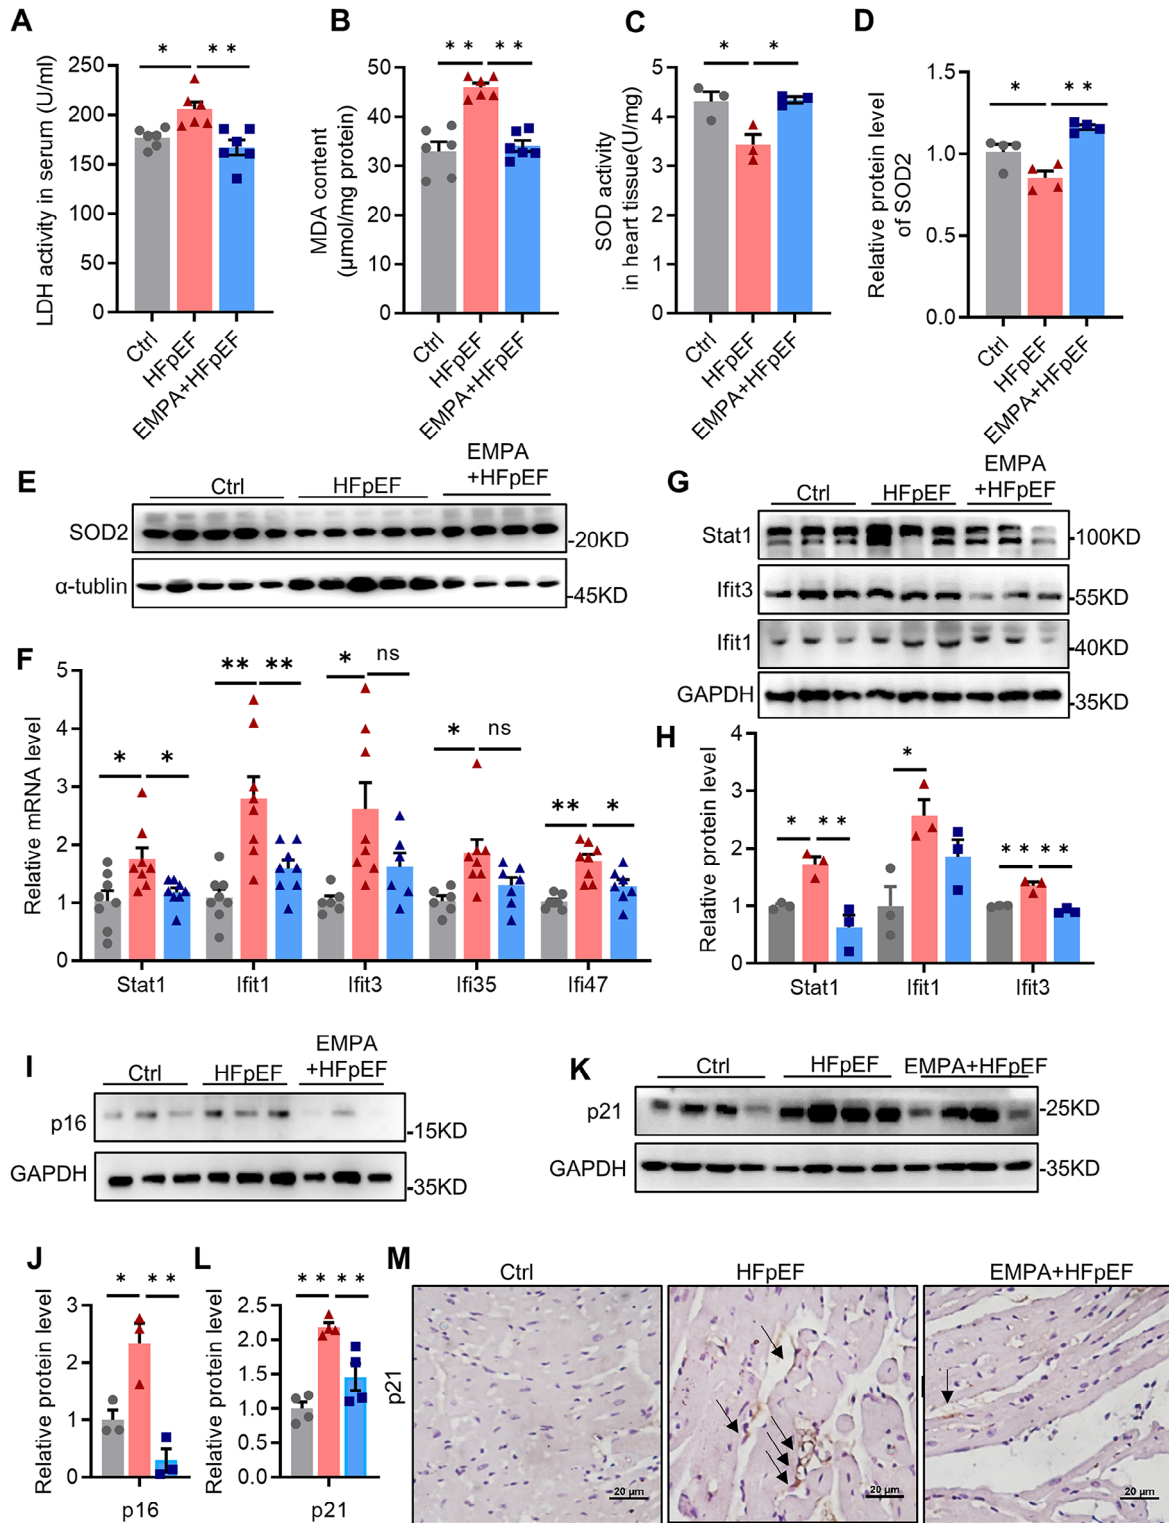 A
LDH activity in serum (U/ml)
250
200
150
100
50
0
* **
Ctrl
HFpEF
EMPA+HFpEF
B
MDA content
(μmol/mg protein)
50
40
30
20
10
0
** **
Ctrl
HFpEF
EMPA+HFpEF
C
SOD activity
in heart tissue(U/mg)
5
4
3
2
1
0
* *
Ctrl
HFpEF
EMPA+HFpEF
D
Relative protein level
of SOD2
1.5
1.0
0.5
0.0
* **
Ctrl
HFpEF
EMPA+HFpEF
E
Ctrl HFpEF EMPA
+HFpEF
SOD2
-20KD
α-tublin
-45KD
G
Ctrl HFpEF EMPA
+HFpEF
Stat1
-100KD
Ifit3
-55KD
Ifit1
-40KD
GAPDH
-35KD
F
Relative mRNA level
5
4
3
2
1
0
* * ** ** * ns * ns ** *
Stat1 Ifit1 Ifit3 Ifi35 Ifi47
H
Relative protein level
4
3
2
1
0
* ** * ** **
Stat1 Ifit1 Ifit3
I
Ctrl HFpEF EMPA
+HFpEF
p16
-15KD
GAPDH
-35KD
K
Ctrl HFpEF EMPA+HFpEF
p21
-25KD
GAPDH
-35KD
J
Relative protein level
3
2
1
0
* **
p16
L
Relative protein level
2.5
2.0
1.5
1.0
0.5
0.0
** **
p21
M
Ctrl HFpEF EMPA+HFpEF
p21
20 μm
20 μm
20 μm